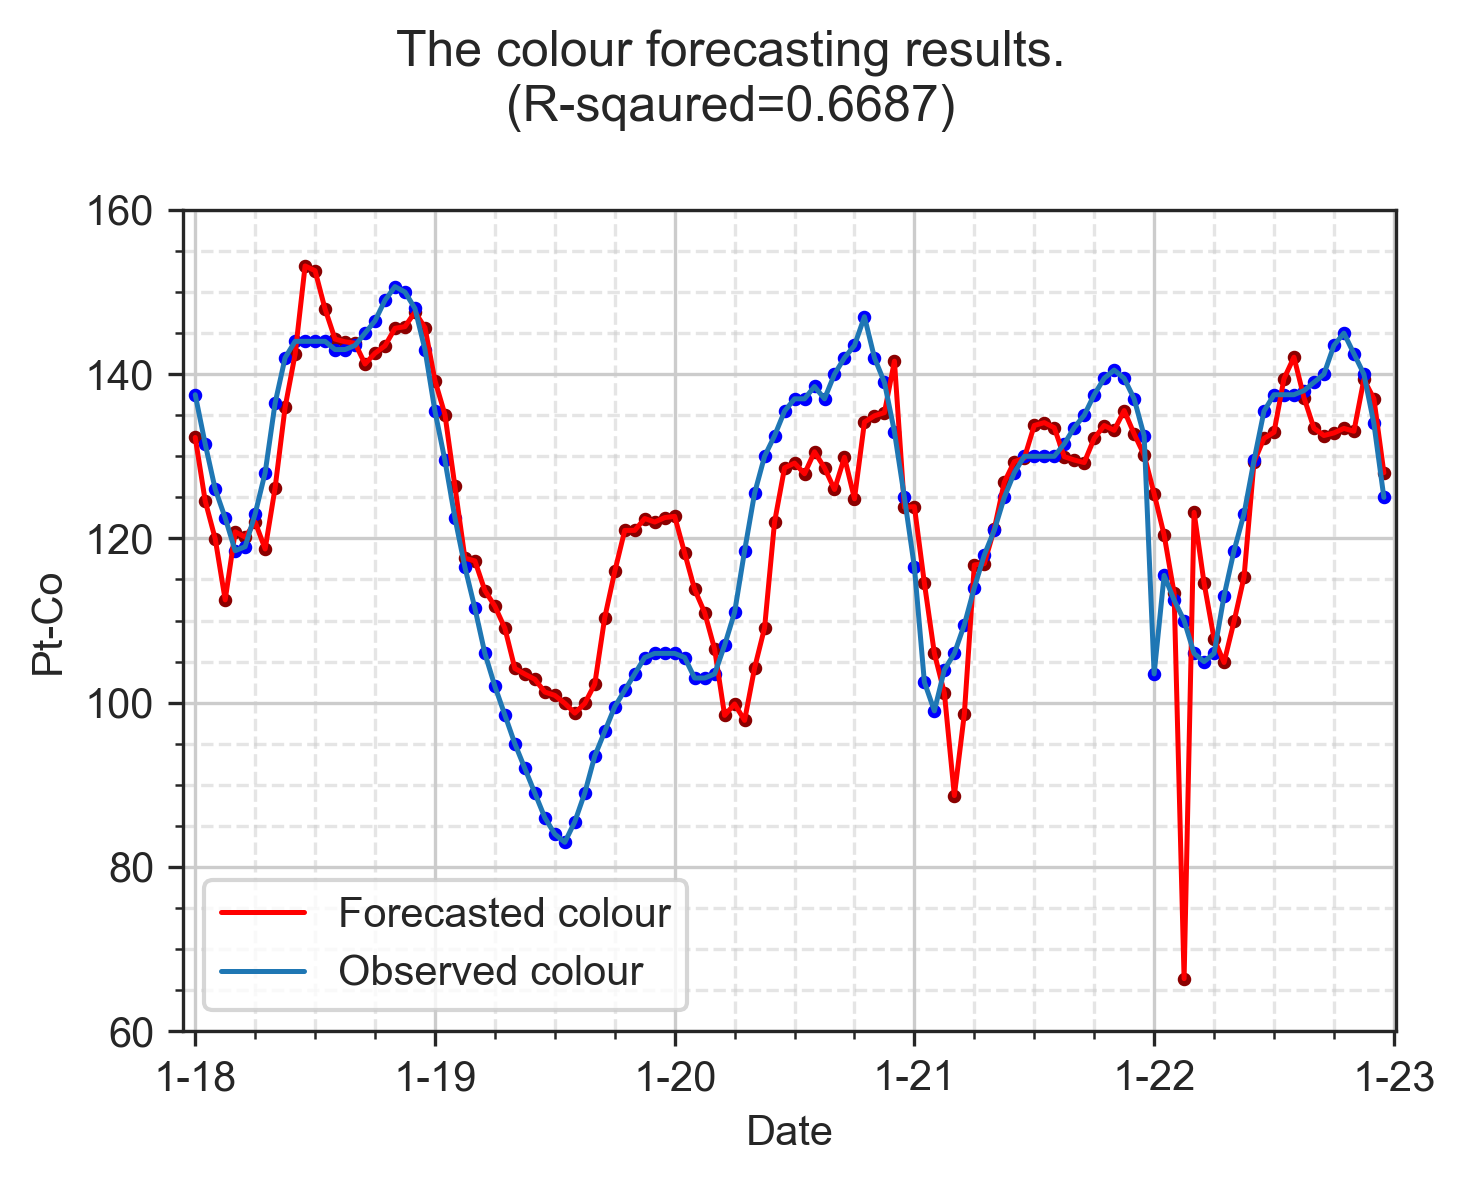 The colour forecasting results.
(R-sqaured=0.6687)
160
140
120
100
80
60
Pt-Co
Forecasted colour
Observed colour
1-18 1-19 1-20 1-21 1-22 1-23
Date